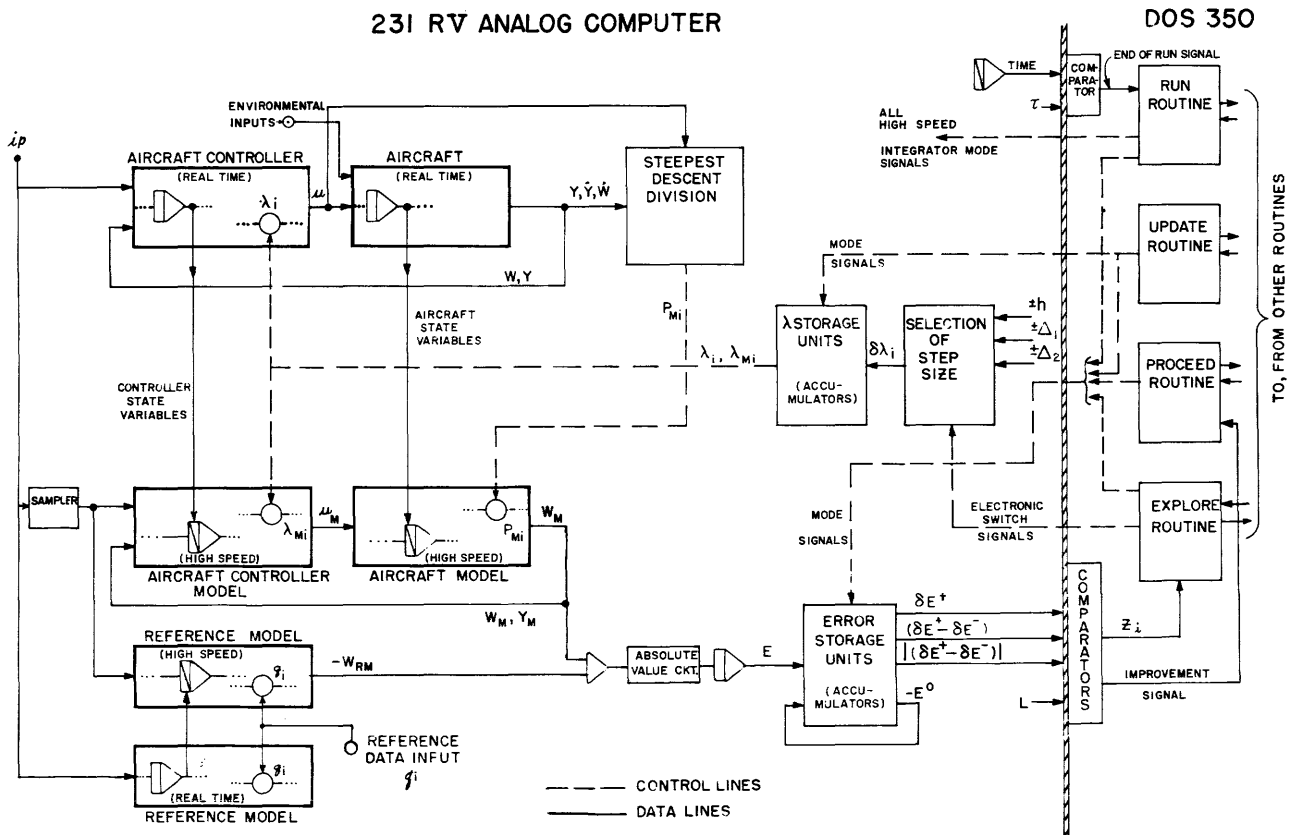 231 RV ANALOG COMPUTER
DOS 350
TIME
τ
COM-
PARA-
TOR
END OF RUN SIGNAL
RUN
ROUTINE
ALL
HIGH SPEED
INTEGRATOR MODE
SIGNALS
ENVIRONMENTAL
INPUTS
ip
AIRCRAFT CONTROLLER
(REAL TIME)
λi
μ
AIRCRAFT
(REAL TIME)
Y, Ẏ, Ẇ
STEEPEST
DESCENT
DIVISION
W, Y
PMi
UPDATE
ROUTINE
MODE
SIGNALS
AIRCRAFT
STATE
VARIABLES
CONTROLLER
STATE
VARIABLES
λi, λMi
λ STORAGE
UNITS
(ACCU-
MULATORS)
δλi
SELECTION
OF
STEP
SIZE
±h
±Δ1
±Δ2
PROCEED
ROUTINE
TO, FROM OTHER ROUTINES
SAMPLER
λMi
(HIGH SPEED)
AIRCRAFT CONTROLLER
MODEL
μM
PMi
(HIGH SPEED)
AIRCRAFT MODEL
WM
WM, YM
MODE
SIGNALS
ELECTRONIC
SWITCH
SIGNALS
EXPLORE
ROUTINE
REFERENCE MODEL
(HIGH SPEED)
gi
-WRM
ABSOLUTE
VALUE CKT.
E
ERROR
STORAGE
UNITS
(ACCU-
MULATORS)
-E⁰
δE⁺
(δE⁺-δE⁻)
|(δE⁺-δE⁻)|
L
COMPARATORS
Zi
IMPROVEMENT
SIGNAL
REFERENCE
DATA INPUT
gi
gi
(REAL TIME)
REFERENCE MODEL
CONTROL LINES
DATA LINES